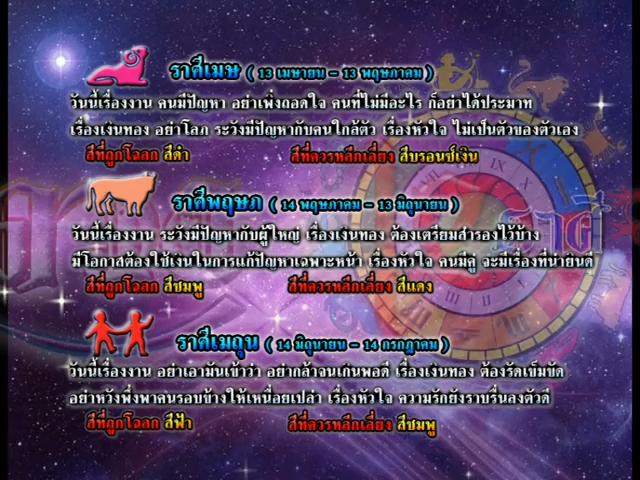 ราศีเมษ ( 13 เมษายน - 13 พฤษภาคม )
วันนี้เรื่องงาน คนมีปัญหา อย่าเพิ่งถอดใจ คนที่ไม่มีอะไร ก็อย่าได้ประมาท
เรื่องเงินทอง อย่าโลภ ระวังมีปัญหากับคนใกล้ตัว เรื่องหัวใจ ไม่เป็นตัวของตัวเอง
สีที่ถูกโฉลก สีดำ สีที่ควรหลีกเลี่ยง สีบรอนซ์เงิน
ราศีพฤษภ ( 14 พฤษภาคม - 13 มิถุนายน )
วันนี้เรื่องงาน ระวังมีปัญหากับผู้ใหญ่ เรื่องเงินทอง ต้องเตรียมสำรองไว้บ้าง
มีโอกาสต้องใช้เงินในการแก้ปัญหาเฉพาะหน้า เรื่องหัวใจ คนมีคู่ จะมีเรื่องที่น่ายินดี
สีที่ถูกโฉลก สีชมพู สีที่ควรหลีกเลี่ยง สีแดง
ราศีเมถุน ( 14 มิถุนายน - 14 กรกฎาคม )
วันนี้เรื่องงาน อย่าเอามันเข้าว่า อย่ากล้าจนเกินพอดี เรื่องเงินทอง ต้องรัดเข็มขัด
อย่าหวังพึ่งพาคนรอบข้างให้เหนื่อยเปล่า เรื่องหัวใจ ความรักยังราบรื่นลงตัวดี
สีที่ถูกโฉลก สีฟ้า สีที่ควรหลีกเลี่ยง สีชมพู